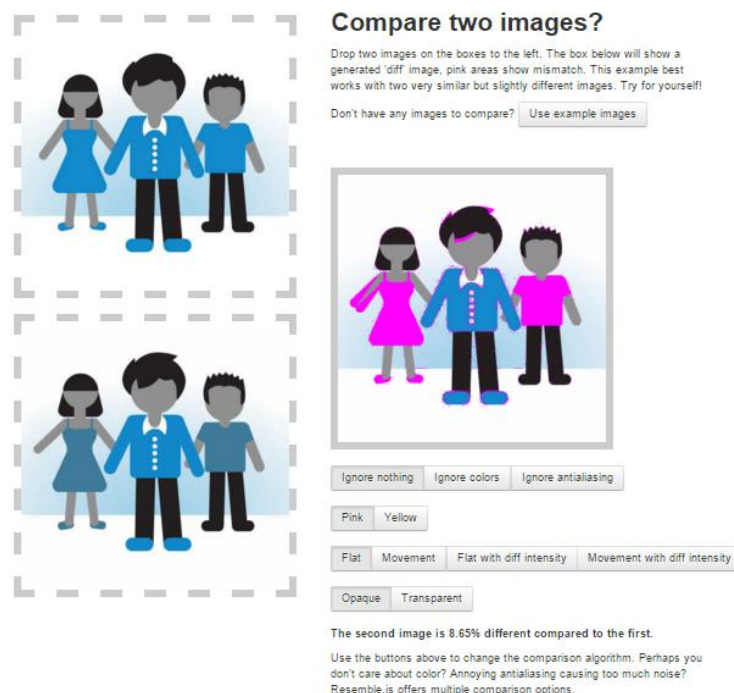 Compare two images?
Drop two images on the boxes to the left. The box below will show a
generated 'diff' image, pink areas show mismatch. This example best
works with two very similar but slightly different images. Try for yourself!
Don't have any images to compare? Use example images
Ignore nothing Ignore colors Ignore antialiasing
Pink Yellow
Flat Movement Flat with diff intensity Movement with diff intensity
Opaque Transparent
The second image is 8.65% different compared to the first.
Use the buttons above to change the comparison algorithm. Perhaps you
don't care about color? Annoying antialiasing causing too much noise?
Resemble.js offers multiple comparison options.